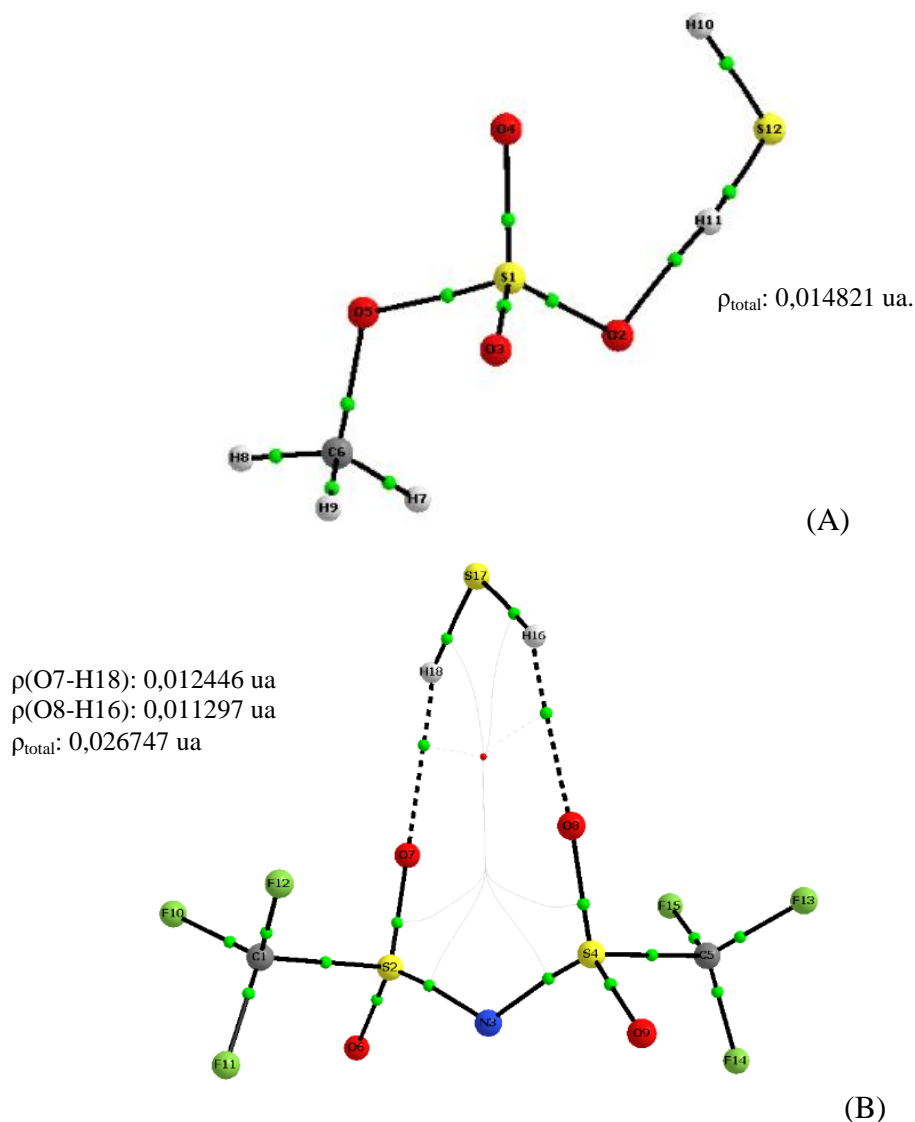 H10
O4
S12
H11
S1
ρtotal: 0,014821 ua.
O5
O2
O3
C6
H8
H7
H9
(A)
S17
H16
H18
ρ(O7-H18): 0,012446 ua
ρ(O8-H16): 0,011297 ua
ρtotal: 0,026747 ua
O8
O7
F12
F10
F15
F13
C1
S2
S4
C5
N3
O6
O9
F11
F14
(B)